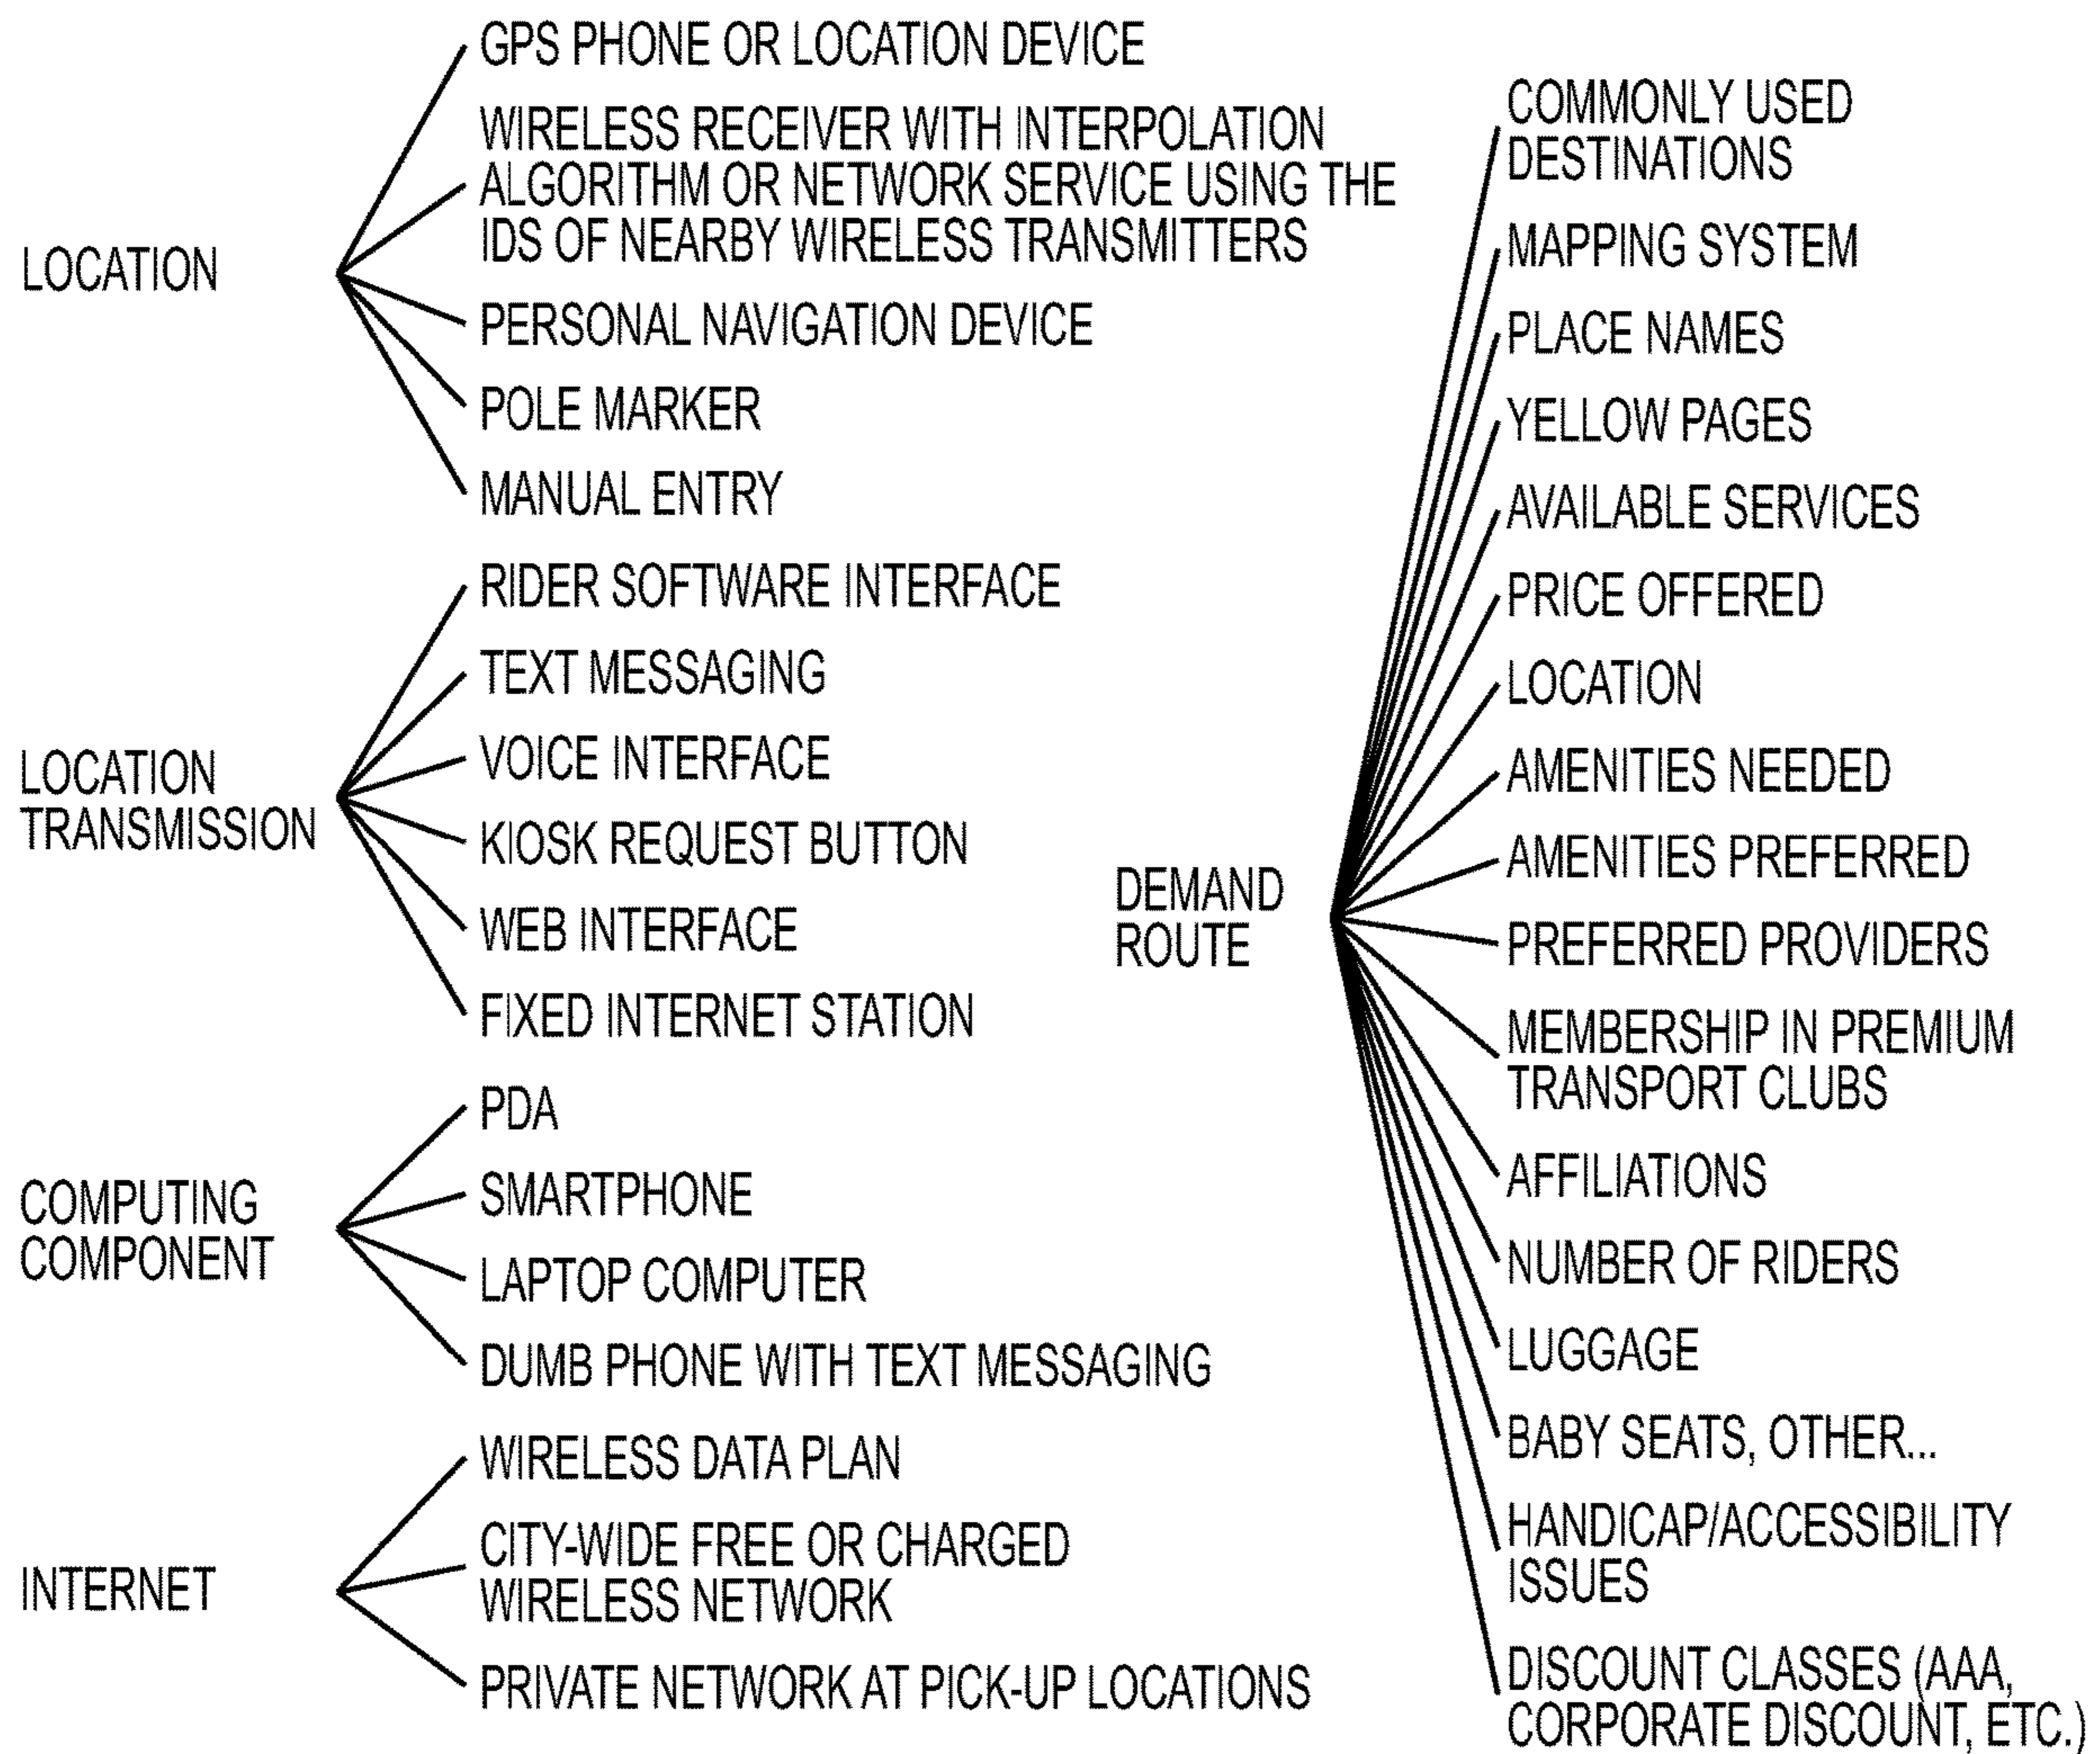 LOCATION
GPS PHONE OR LOCATION DEVICE
WIRELESS RECEIVER WITH INTERPOLATION
ALGORITHM OR NETWORK SERVICE USING THE
IDS OF NEARBY WIRELESS TRANSMITTERS
PERSONAL NAVIGATION DEVICE
POLE MARKER
MANUAL ENTRY
LOCATION
TRANSMISSION
RIDER SOFTWARE INTERFACE
TEXT MESSAGING
VOICE INTERFACE
KIOSK REQUEST BUTTON
WEB INTERFACE
FIXED INTERNET STATION
COMPUTING
COMPONENT
PDA
SMARTPHONE
LAPTOP COMPUTER
DUMB PHONE WITH TEXT MESSAGING
INTERNET
WIRELESS DATA PLAN
CITY-WIDE FREE OR CHARGED
WIRELESS NETWORK
PRIVATE NETWORK AT PICK-UP LOCATIONS
DEMAND
ROUTE
COMMONLY USED
DESTINATIONS
MAPPING SYSTEM
PLACE NAMES
YELLOW PAGES
AVAILABLE SERVICES
PRICE OFFERED
LOCATION
AMENITIES NEEDED
AMENITIES PREFERRED
PREFERRED PROVIDERS
MEMBERSHIP IN PREMIUM
TRANSPORT CLUBS
AFFILIATIONS
NUMBER OF RIDERS
LUGGAGE
BABY SEATS, OTHER...
HANDICAP/ACCESSIBILITY
ISSUES
DISCOUNT CLASSES (AAA,
CORPORATE DISCOUNT, ETC.)